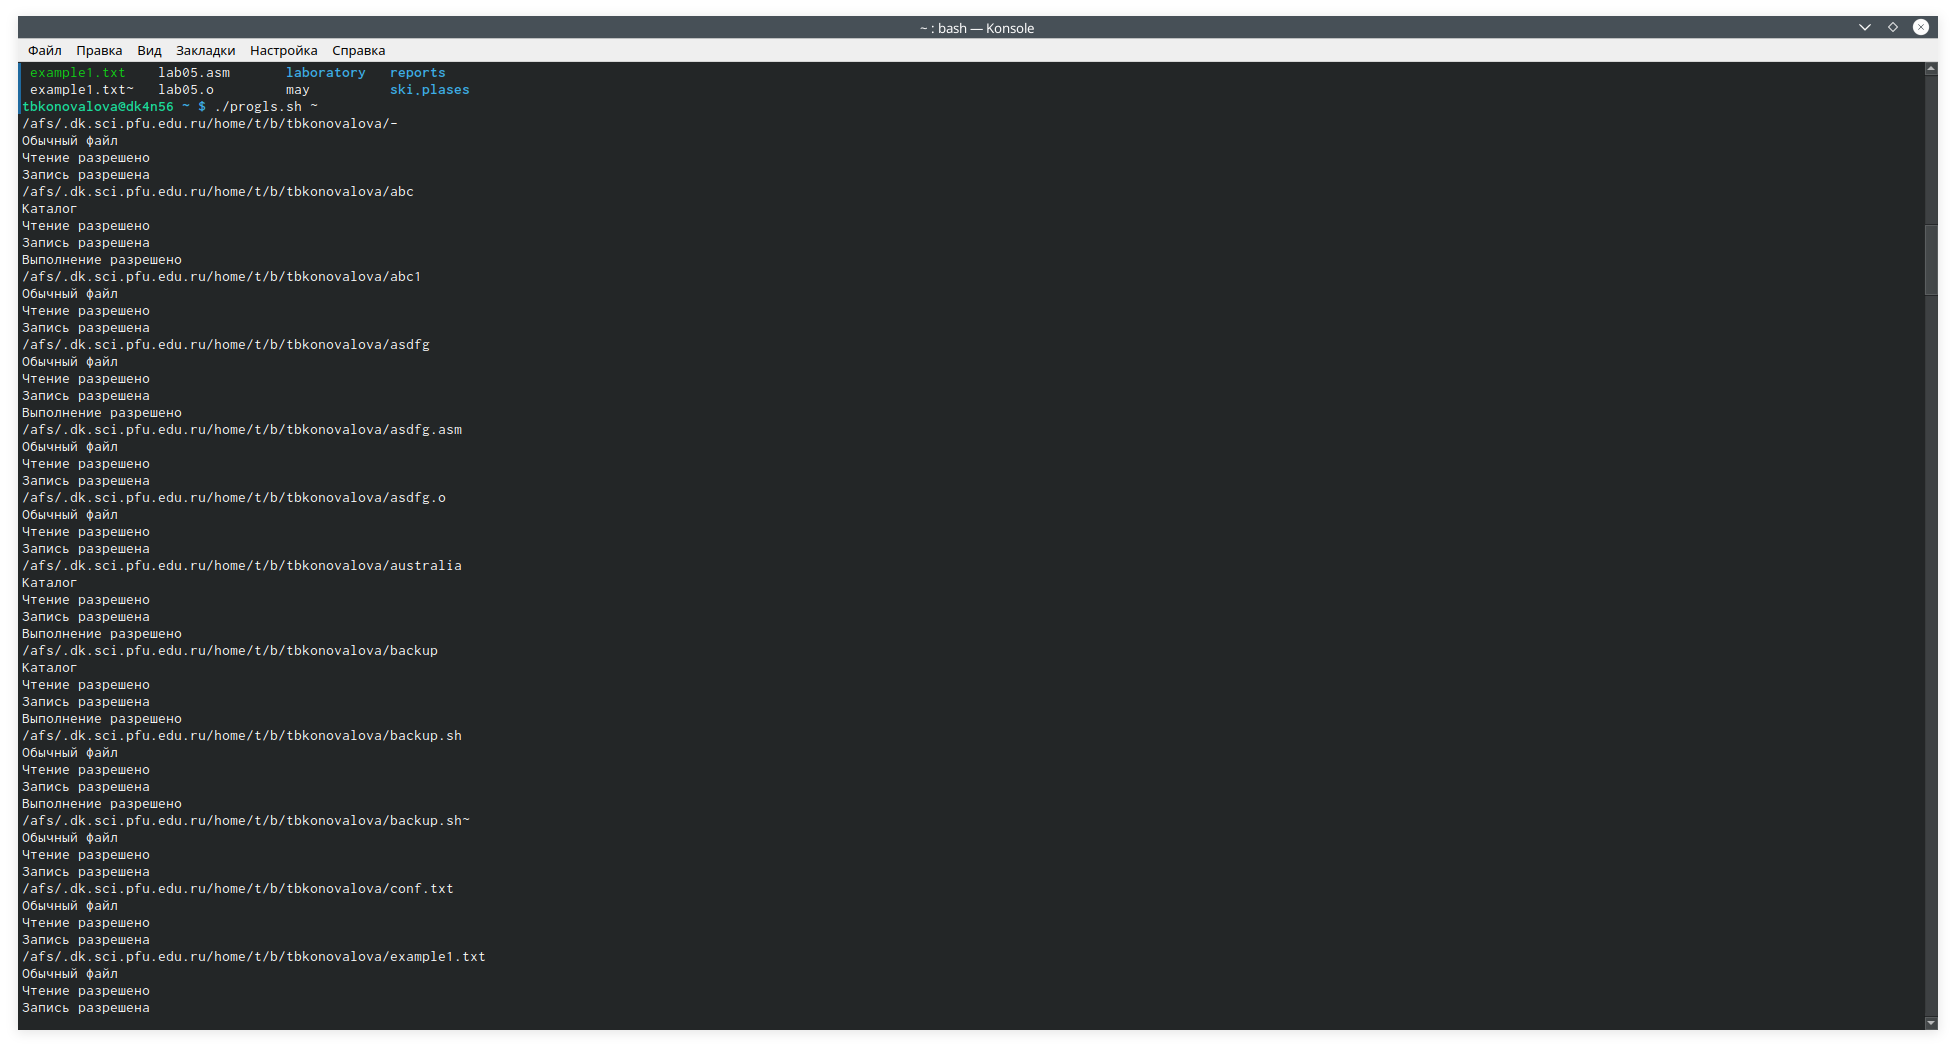 ~ : bash — Konsole
Файл Правка Вид Закладки Настройка Справка
example1.txt lab05.asm laboratory reports
example1.txt~ lab05.o may ski.plases
tbkonovalova@dk4n56 ~ $ ./progls.sh ~
/afs/.dk.sci.pfu.edu.ru/home/t/b/tbkonovalova/-
Обычный файл
Чтение разрешено
Запись разрешена
/afs/.dk.sci.pfu.edu.ru/home/t/b/tbkonovalova/abc
Каталог
Чтение разрешено
Запись разрешена
Выполнение разрешено
/afs/.dk.sci.pfu.edu.ru/home/t/b/tbkonovalova/abc1
Обычный файл
Чтение разрешено
Запись разрешена
/afs/.dk.sci.pfu.edu.ru/home/t/b/tbkonovalova/asdfg
Обычный файл
Чтение разрешено
Запись разрешена
Выполнение разрешено
/afs/.dk.sci.pfu.edu.ru/home/t/b/tbkonovalova/asdfg.asm
Обычный файл
Чтение разрешено
Запись разрешена
/afs/.dk.sci.pfu.edu.ru/home/t/b/tbkonovalova/asdfg.o
Обычный файл
Чтение разрешено
Запись разрешена
/afs/.dk.sci.pfu.edu.ru/home/t/b/tbkonovalova/australia
Каталог
Чтение разрешено
Запись разрешена
Выполнение разрешено
/afs/.dk.sci.pfu.edu.ru/home/t/b/tbkonovalova/backup
Каталог
Чтение разрешено
Запись разрешена
Выполнение разрешено
/afs/.dk.sci.pfu.edu.ru/home/t/b/tbkonovalova/backup.sh
Обычный файл
Чтение разрешено
Запись разрешена
Выполнение разрешено
/afs/.dk.sci.pfu.edu.ru/home/t/b/tbkonovalova/backup.sh~
Обычный файл
Чтение разрешено
Запись разрешена
/afs/.dk.sci.pfu.edu.ru/home/t/b/tbkonovalova/conf.txt
Обычный файл
Чтение разрешено
Запись разрешена
/afs/.dk.sci.pfu.edu.ru/home/t/b/tbkonovalova/example1.txt
Обычный файл
Чтение разрешено
Запись разрешена